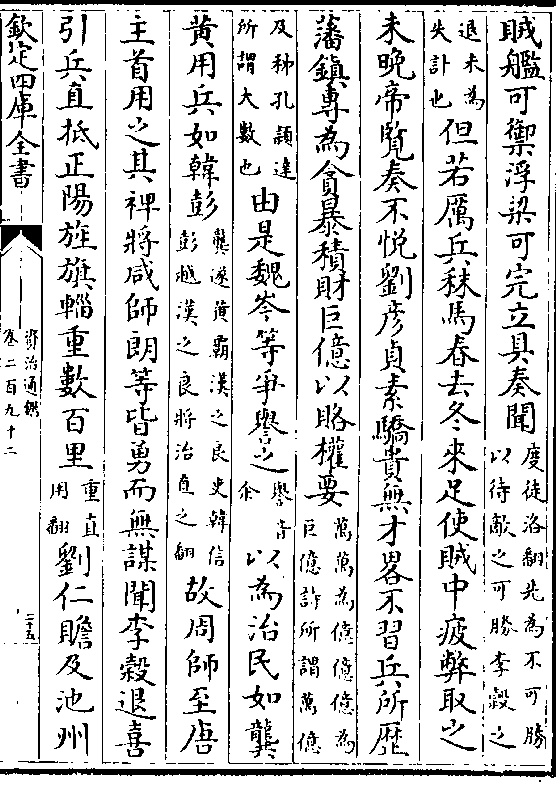 賊艦可禦浮梁可完立具奏聞度徒洛翻先為不可勝以待敵之可勝李穀之
退未為失計也但若厲兵秣馬春去冬來足使賊中疲弊取之
未晚帝覽奏不悅劉彦貞素驕貴無才畧不習兵所歷
藩鎮專為貪暴積財巨億以賂權要萬萬為億億億為巨億許所謂萬億
及秭孔頴達所謂大數也由是魏岑等爭譽之譽音余以為治民如龔
黄用兵如韓彭龔遂黄霸漢之良吏韓信彭越漢之良將治直之翻故周師至唐
主首用之其裨將咸師朗等皆勇而無謀聞李穀退喜
引兵直抵正陽旌旗輜重數百里重直用翻劉仁贍及池州
欽定四庫全書
資治通鑑
卷二百九十二
二十五